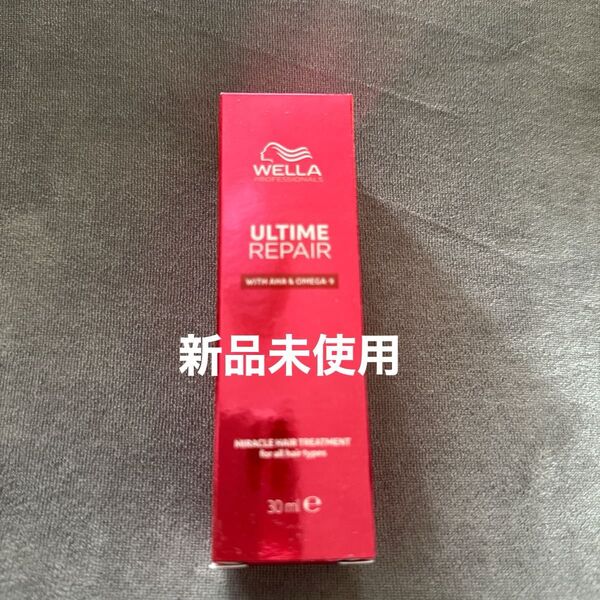 WELLA
PROFESSIONALS
ULTIME
REPAIR
WITH AHA & OMEGA-9
新品未使用
MIRACLE HAIR TREATMENT
for all hair types
30 ml ℮